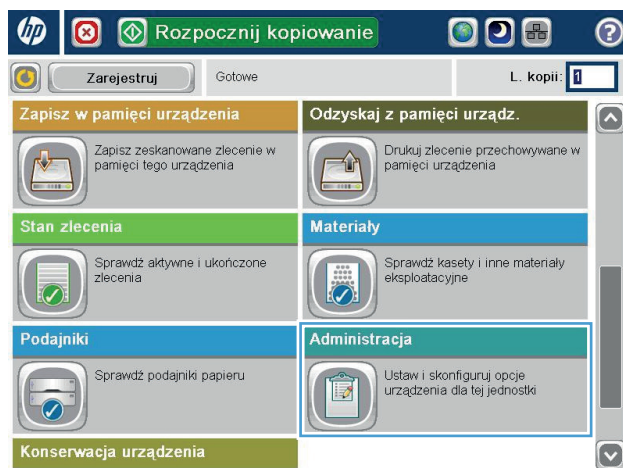 hp
Rozpocznij kopiowanie
?
Zarejestruj
Gotowe
L. kopii: 1
Zapisz w pamięci urządzenia
Odzyskaj z pamięci urządz.
Zapisz zeskanowane zlecenie w
pamięci tego urządzenia
Drukuj zlecenie przechowywane w
pamięci urządzenia
Stan zlecenia
Materiały
Sprawdź aktywne i ukończone
zlecenia
Sprawdź kasety i inne materiały
eksploatacyjne
Podajniki
Administracja
Sprawdź podajniki papieru
Ustaw i skonfiguruj opcje
urządzenia dla tej jednostki
Konserwacja urządzenia